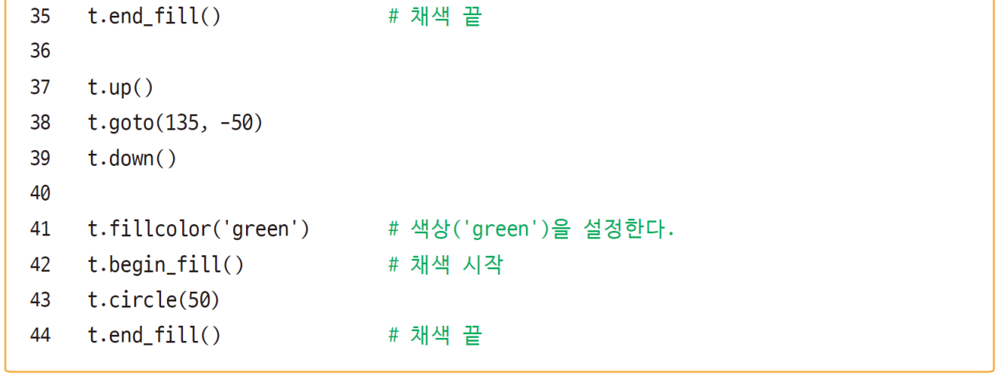 35 t.end_fill() # 채색 끝
36
37 t.up()
38 t.goto(135, -50)
39 t.down()
40
41 t.fillcolor('green') # 색상('green')을 설정한다.
42 t.begin_fill() # 채색 시작
43 t.circle(50)
44 t.end_fill() # 채색 끝